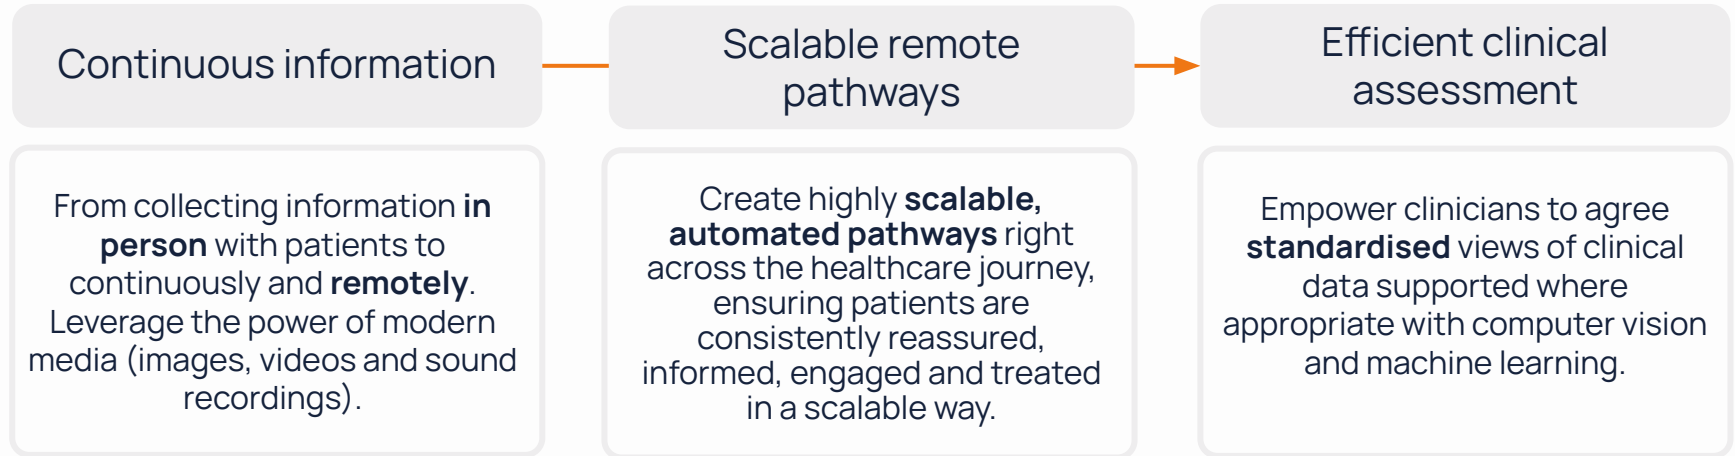 Continuous information
From collecting information in
person with patients to
continuously and remotely.
Leverage the power of modern
media (images, videos and sound
recordings).
Scalable remote
pathways
Create highly scalable,
automated pathways right
across the healthcare journey,
ensuring patients are
consistently reassured,
informed, engaged and treated
in a scalable way.
Efficient clinical
assessment
Empower clinicians to agree
standardised views of clinical
data supported where
appropriate with computer vision
and machine learning.